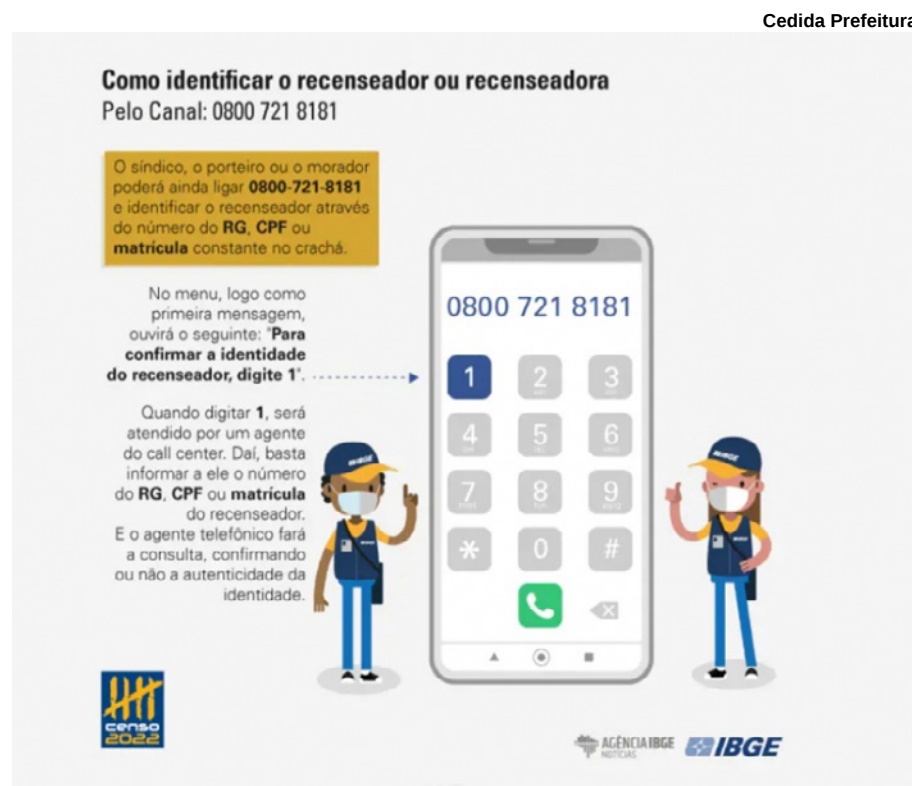 Cedida Prefeitura
Como identificar o recenseador ou recenseadora
Pelo Canal: 0800 721 8181
O síndico, o porteiro ou o morador
poderá ainda ligar 0800-721-8181
e identificar o recenseador através
do número do RG, CPF ou
matrícula constante no crachá.
No menu, logo como
primeira mensagem,
ouvirá o seguinte: "Para
confirmar a identidade
do recenseador, digite 1".
Quando digitar 1, será
atendido por um agente
do call center. Daí, basta
informar a ele o número
do RG, CPF ou matrícula
do recenseador.
E o agente telefônico fará
a consulta, confirmando
ou não a autenticidade da
identidade.
0800 721 8181
1 2 3
4 5 6
7 8 9
* 0 #
IBGE
IBGE
censo
2022
AGÊNCIA IBGE
NOTÍCIAS
IBGE